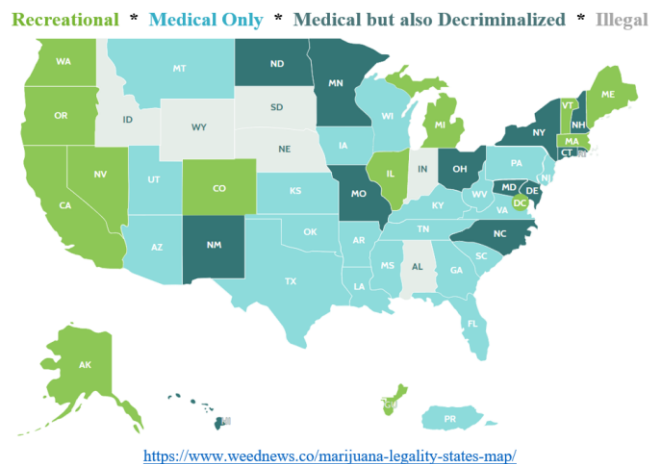 Recreational * Medical Only * Medical but also Decriminalized * Illegal
WA
MT
ND
MN
ME
OR
ID
SD
WI
VT
NH
WY
MI
NY
MA
IA
CT
NE
PA
NV
UT
IL
IN
OH
NJ
CO
MD
DE
CA
KS
MO
WV
DC
KY
VA
NC
AZ
NM
OK
AR
TN
SC
MS
AL
GA
TX
LA
FL
AK
HI
PR
https://www.weednews.co/marijuana-legality-states-map/